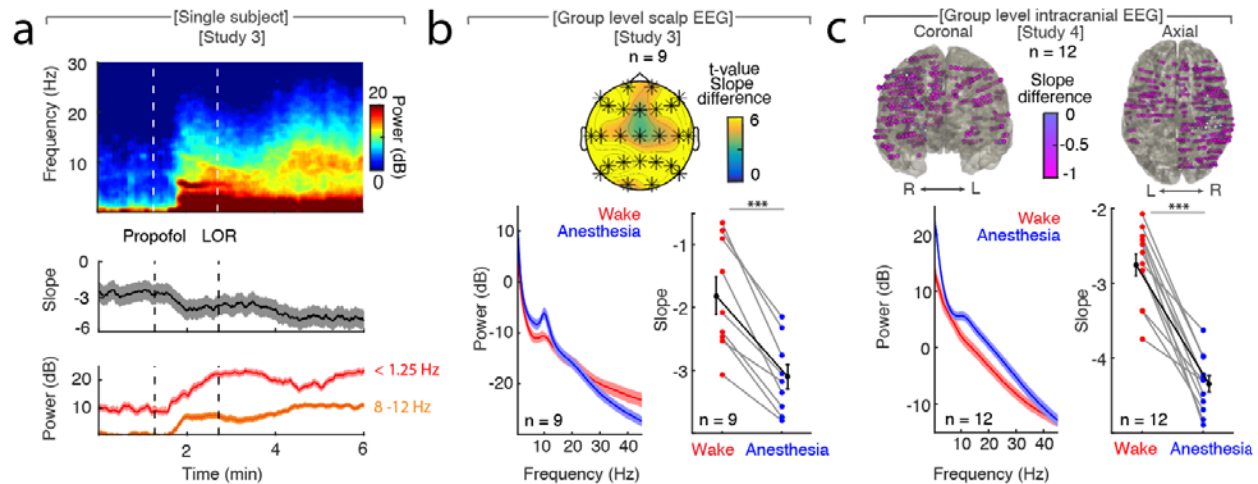 a
[Single subject]
[Study 3]
Frequency (Hz)
30
20
10
20
0
Power (dB)
Propofol LOR
Slope
0
-3
-6
Power (dB)
20
10
< 1.25 Hz
8 -12 Hz
2 4 6
Time (min)
b
[Group level scalp EEG]
[Study 3]
n = 9
t-value
Slope
difference
6
0
Wake
Anesthesia
Power (dB)
10
0
-10
-20
n = 9
10 20 30 40
Frequency (Hz)
***
Slope
-1
-2
-3
n = 9
Wake Anesthesia
c
[Group level intracranial EEG]
Coronal [Study 4] Axial
n = 12
Slope
difference
0
-0.5
-1
R L
L R
Wake
Anesthesia
Power (dB)
20
10
0
-10
n = 12
10 20 30 40
Frequency (Hz)
***
Slope
-2
-3
-4
n = 12
Wake Anesthesia